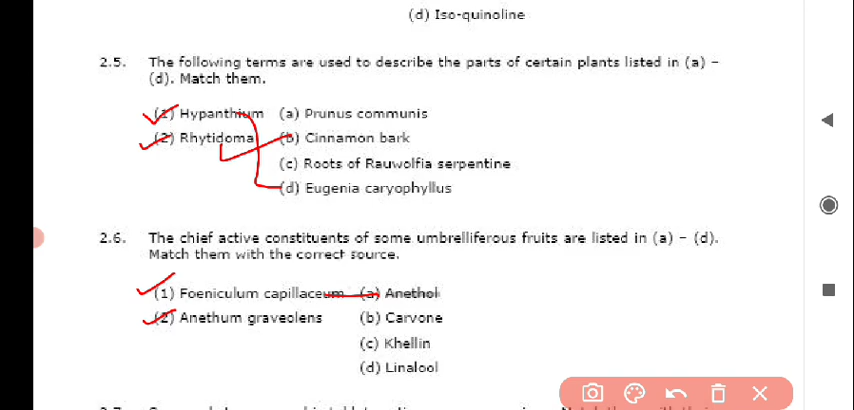 (d) Iso-quinoline
2.5. The following terms are used to describe the parts of certain plants listed in (a) –
(d). Match them.
(1) Hypanthium (a) Prunus communis
(2) Rhytidoma (b) Cinnamon bark
(c) Roots of Rauwolfia serpentine
(d) Eugenia caryophyllus
2.6. The chief active constituents of some umbrelliferous fruits are listed in (a) – (d).
Match them with the correct source.
(1) Foeniculum capillaceum (a) Anethol
(2) Anethum graveolens (b) Carvone
(c) Khellin
(d) Linalool